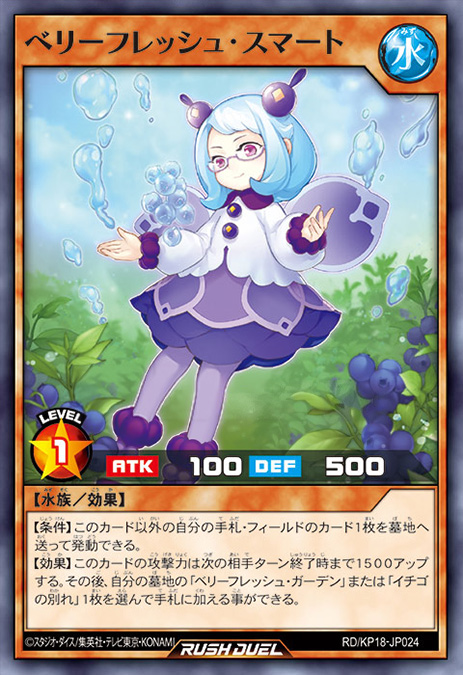 ベリーフレッシュ・スマート
みず
水
LEVEL
1
ATK 100 DEF 500
【水族／効果】
【条件】このカード以外の自分の手札・フィールドのカード1枚を墓地へ
送って発動できる。
【効果】このカードの攻撃力は次の相手ターン終了時まで1500アップ
する。その後、自分の墓地の「ベリーフレッシュ・ガーデン」または「イチゴ
の別れ」1枚を選んで手札に加える事ができる。
©スタジオ・ダイス/集英社・テレビ東京・KONAMI
RUSH DUEL
RD/KP18-JP024